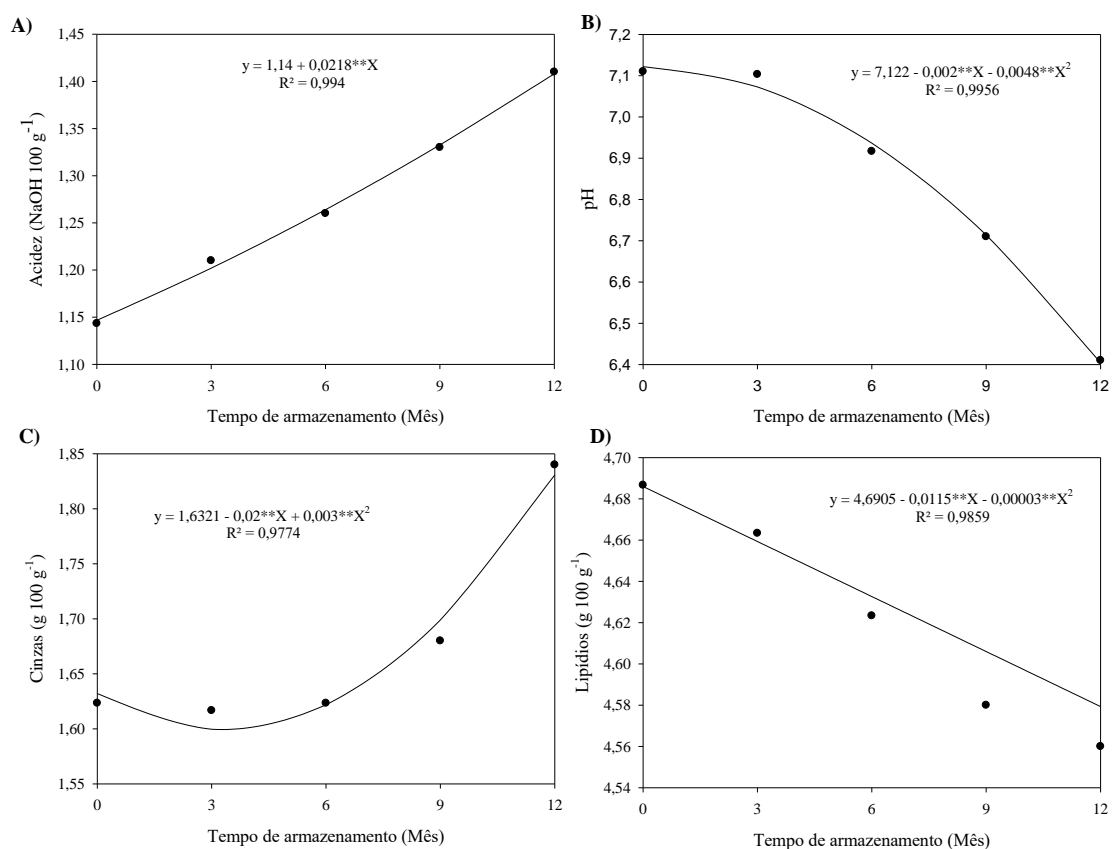 A)
y = 1,14 + 0,0218**X
R² = 0,994
1,45
1,40
1,35
1,30
1,25
1,20
1,15
1,10
Acidez (NaOH 100 g⁻¹)
0 3 6 9 12
Tempo de armazenamento (Mês)
B)
y = 7,122 - 0,002**X - 0,0048**X²
R² = 0,9956
7,2
7,1
7,0
6,9
6,8
6,7
6,6
6,5
6,4
pH
0 3 6 9 12
Tempo de armazenamento (Mês)
C)
y = 1,6321 - 0,02**X + 0,003**X²
R² = 0,9774
1,85
1,80
1,75
1,70
1,65
1,60
1,55
Cinzas (g 100 g⁻¹)
0 3 6 9 12
Tempo de armazenamento (Mês)
D)
y = 4,6905 - 0,0115**X - 0,00003**X²
R² = 0,9859
4,70
4,68
4,66
4,64
4,62
4,60
4,58
4,56
4,54
Lipídios (g 100 g⁻¹)
0 3 6 9 12
Tempo de armazenamento (Mês)